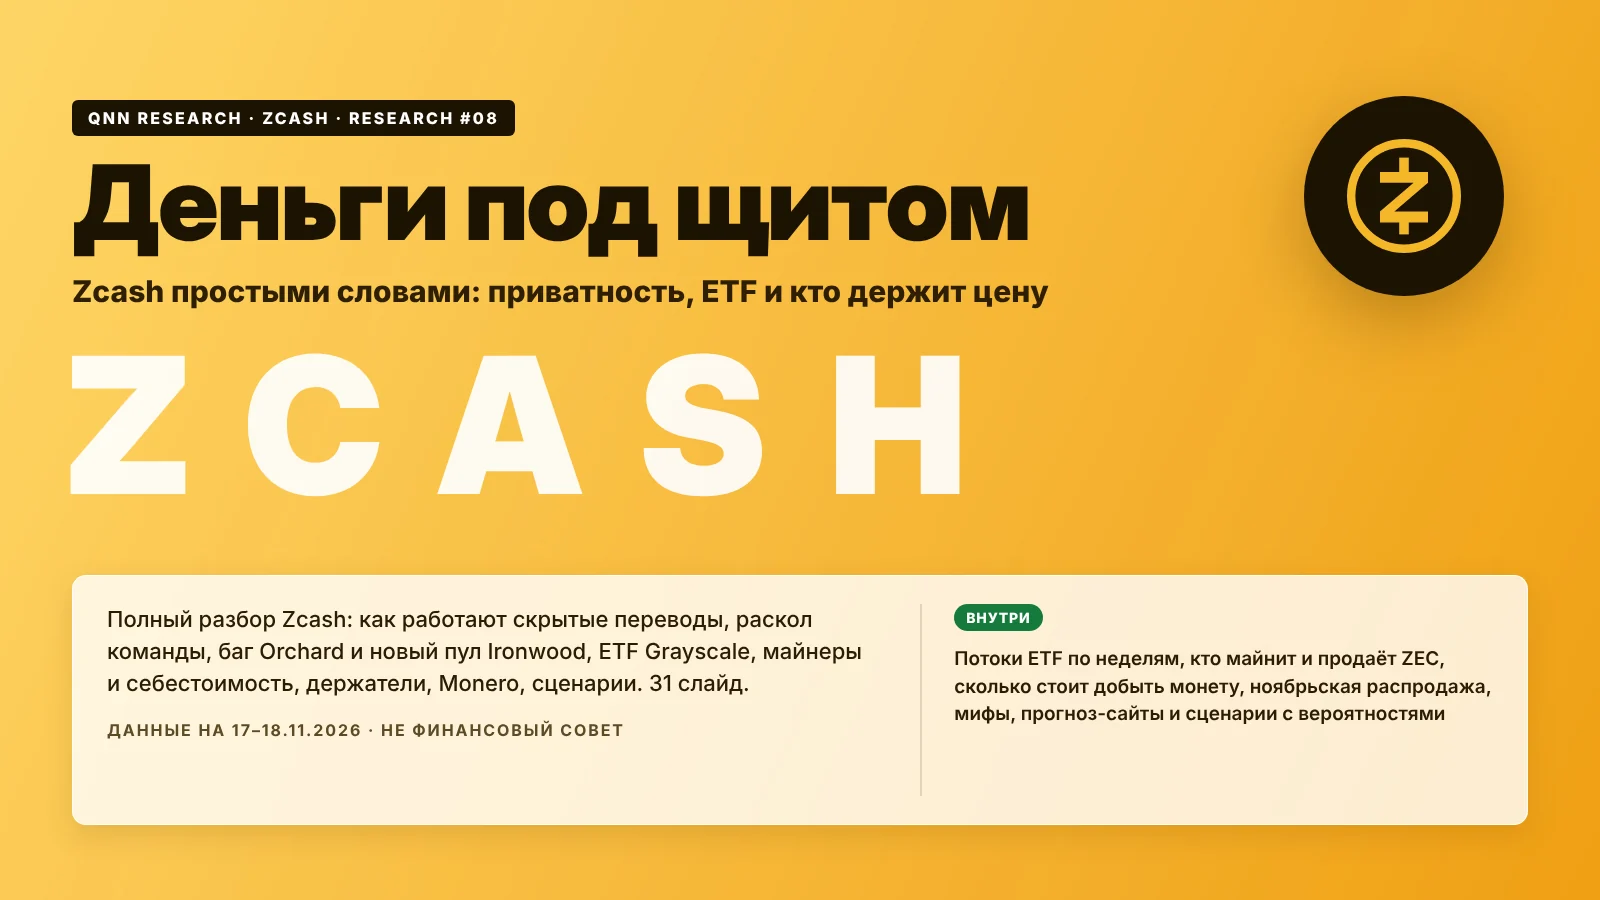 QNN RESEARCH · ZCASH · RESEARCH #08
Деньги под щитом
Zcash простыми словами: приватность, ETF и кто держит цену
ZCASH
Полный разбор Zcash: как работают скрытые переводы, раскол
команды, баг Orchard и новый пул Ironwood, ETF Grayscale, майнеры
и себестоимость, держатели, Monero, сценарии. 31 слайд.
ДАННЫЕ НА 17–18.11.2026 · НЕ ФИНАНСОВЫЙ СОВЕТ
ВНУТРИ
Потоки ETF по неделям, кто майнит и продаёт ZEC,
сколько стоит добыть монету, ноябрьская распродажа,
мифы, прогноз-сайты и сценарии с вероятностями